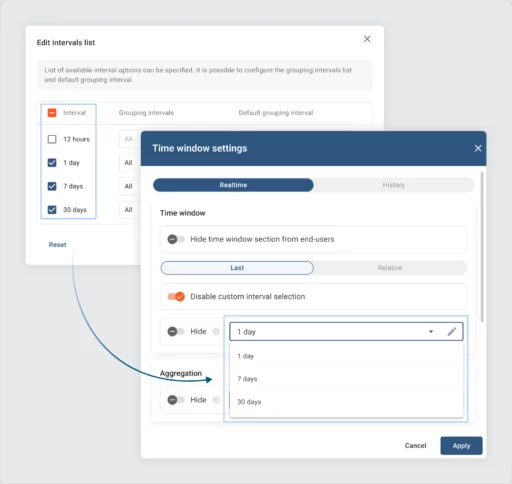 Edit intervals list
List of available interval options can be specified. It is possible to configure the grouping intervals list
and default grouping interval
Interval Grouping intervals Default grouping interval
12 hours All
1 day All
7 days All
30 days All
Reset
Time window settings
Realtime History
Time window
Hide time window section from end-users
Last Relative
Disable custom interval selection
Hide 1 day
1 day
7 days
30 days
Aggregation
Hide
Cancel Apply